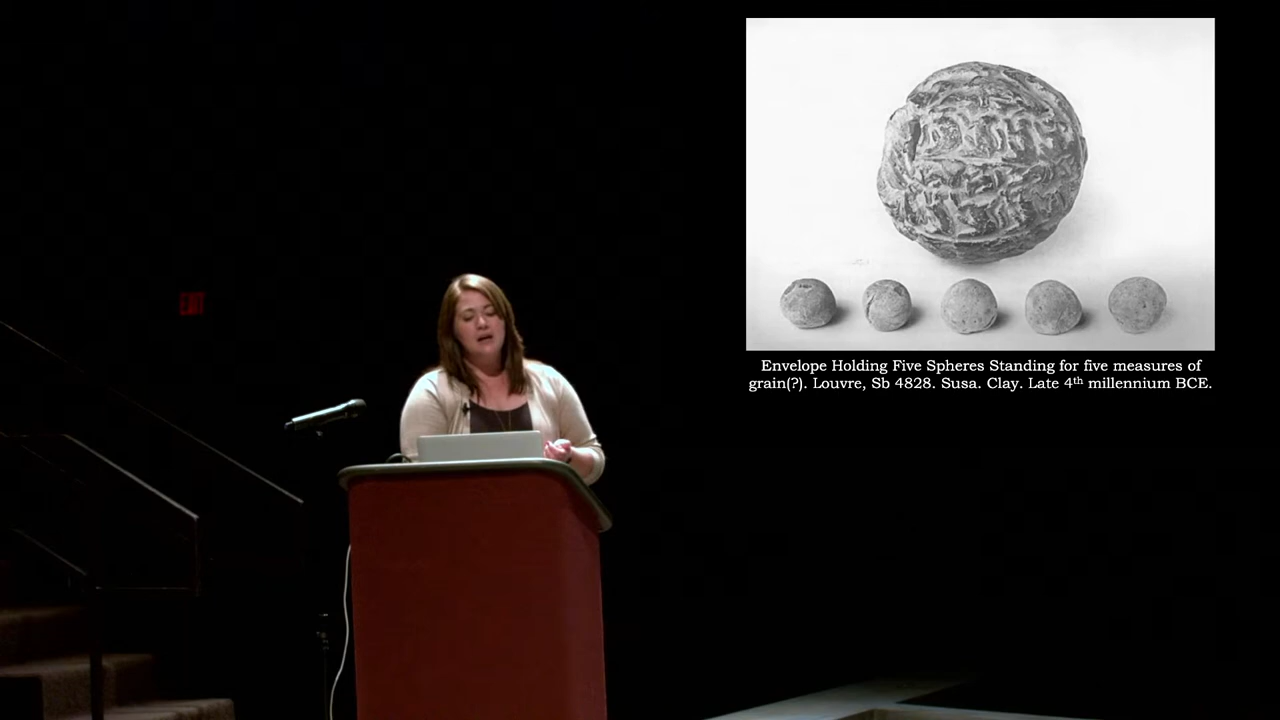 EXIT
Envelope Holding Five Spheres Standing for five measures of
grain(?). Louvre, Sb 4828. Susa. Clay. Late 4th millennium BCE.